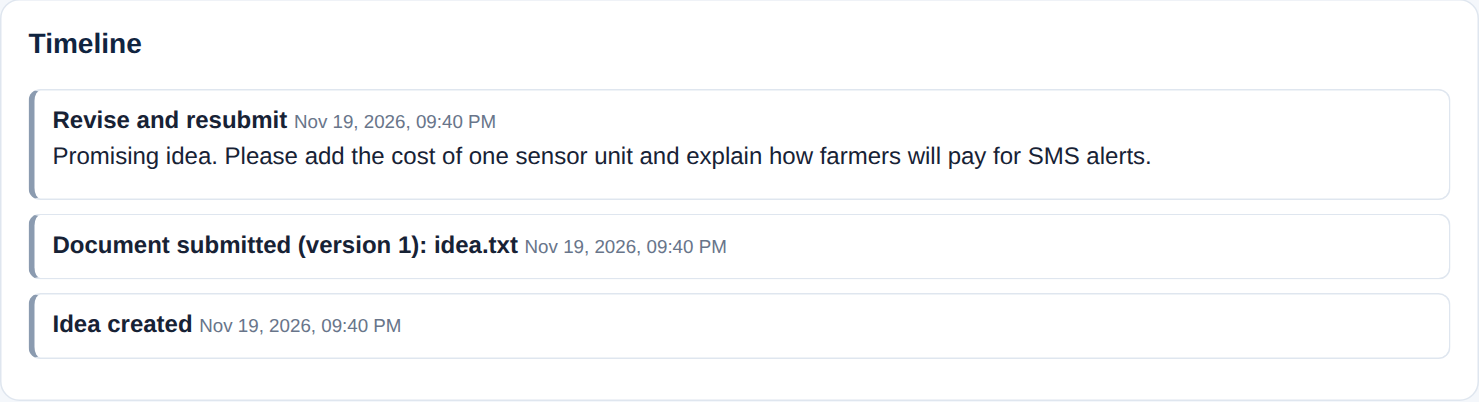 Timeline
Revise and resubmit Nov 19, 2026, 09:40 PM
Promising idea. Please add the cost of one sensor unit and explain how farmers will pay for SMS alerts.
Document submitted (version 1): idea.txt Nov 19, 2026, 09:40 PM
Idea created Nov 19, 2026, 09:40 PM